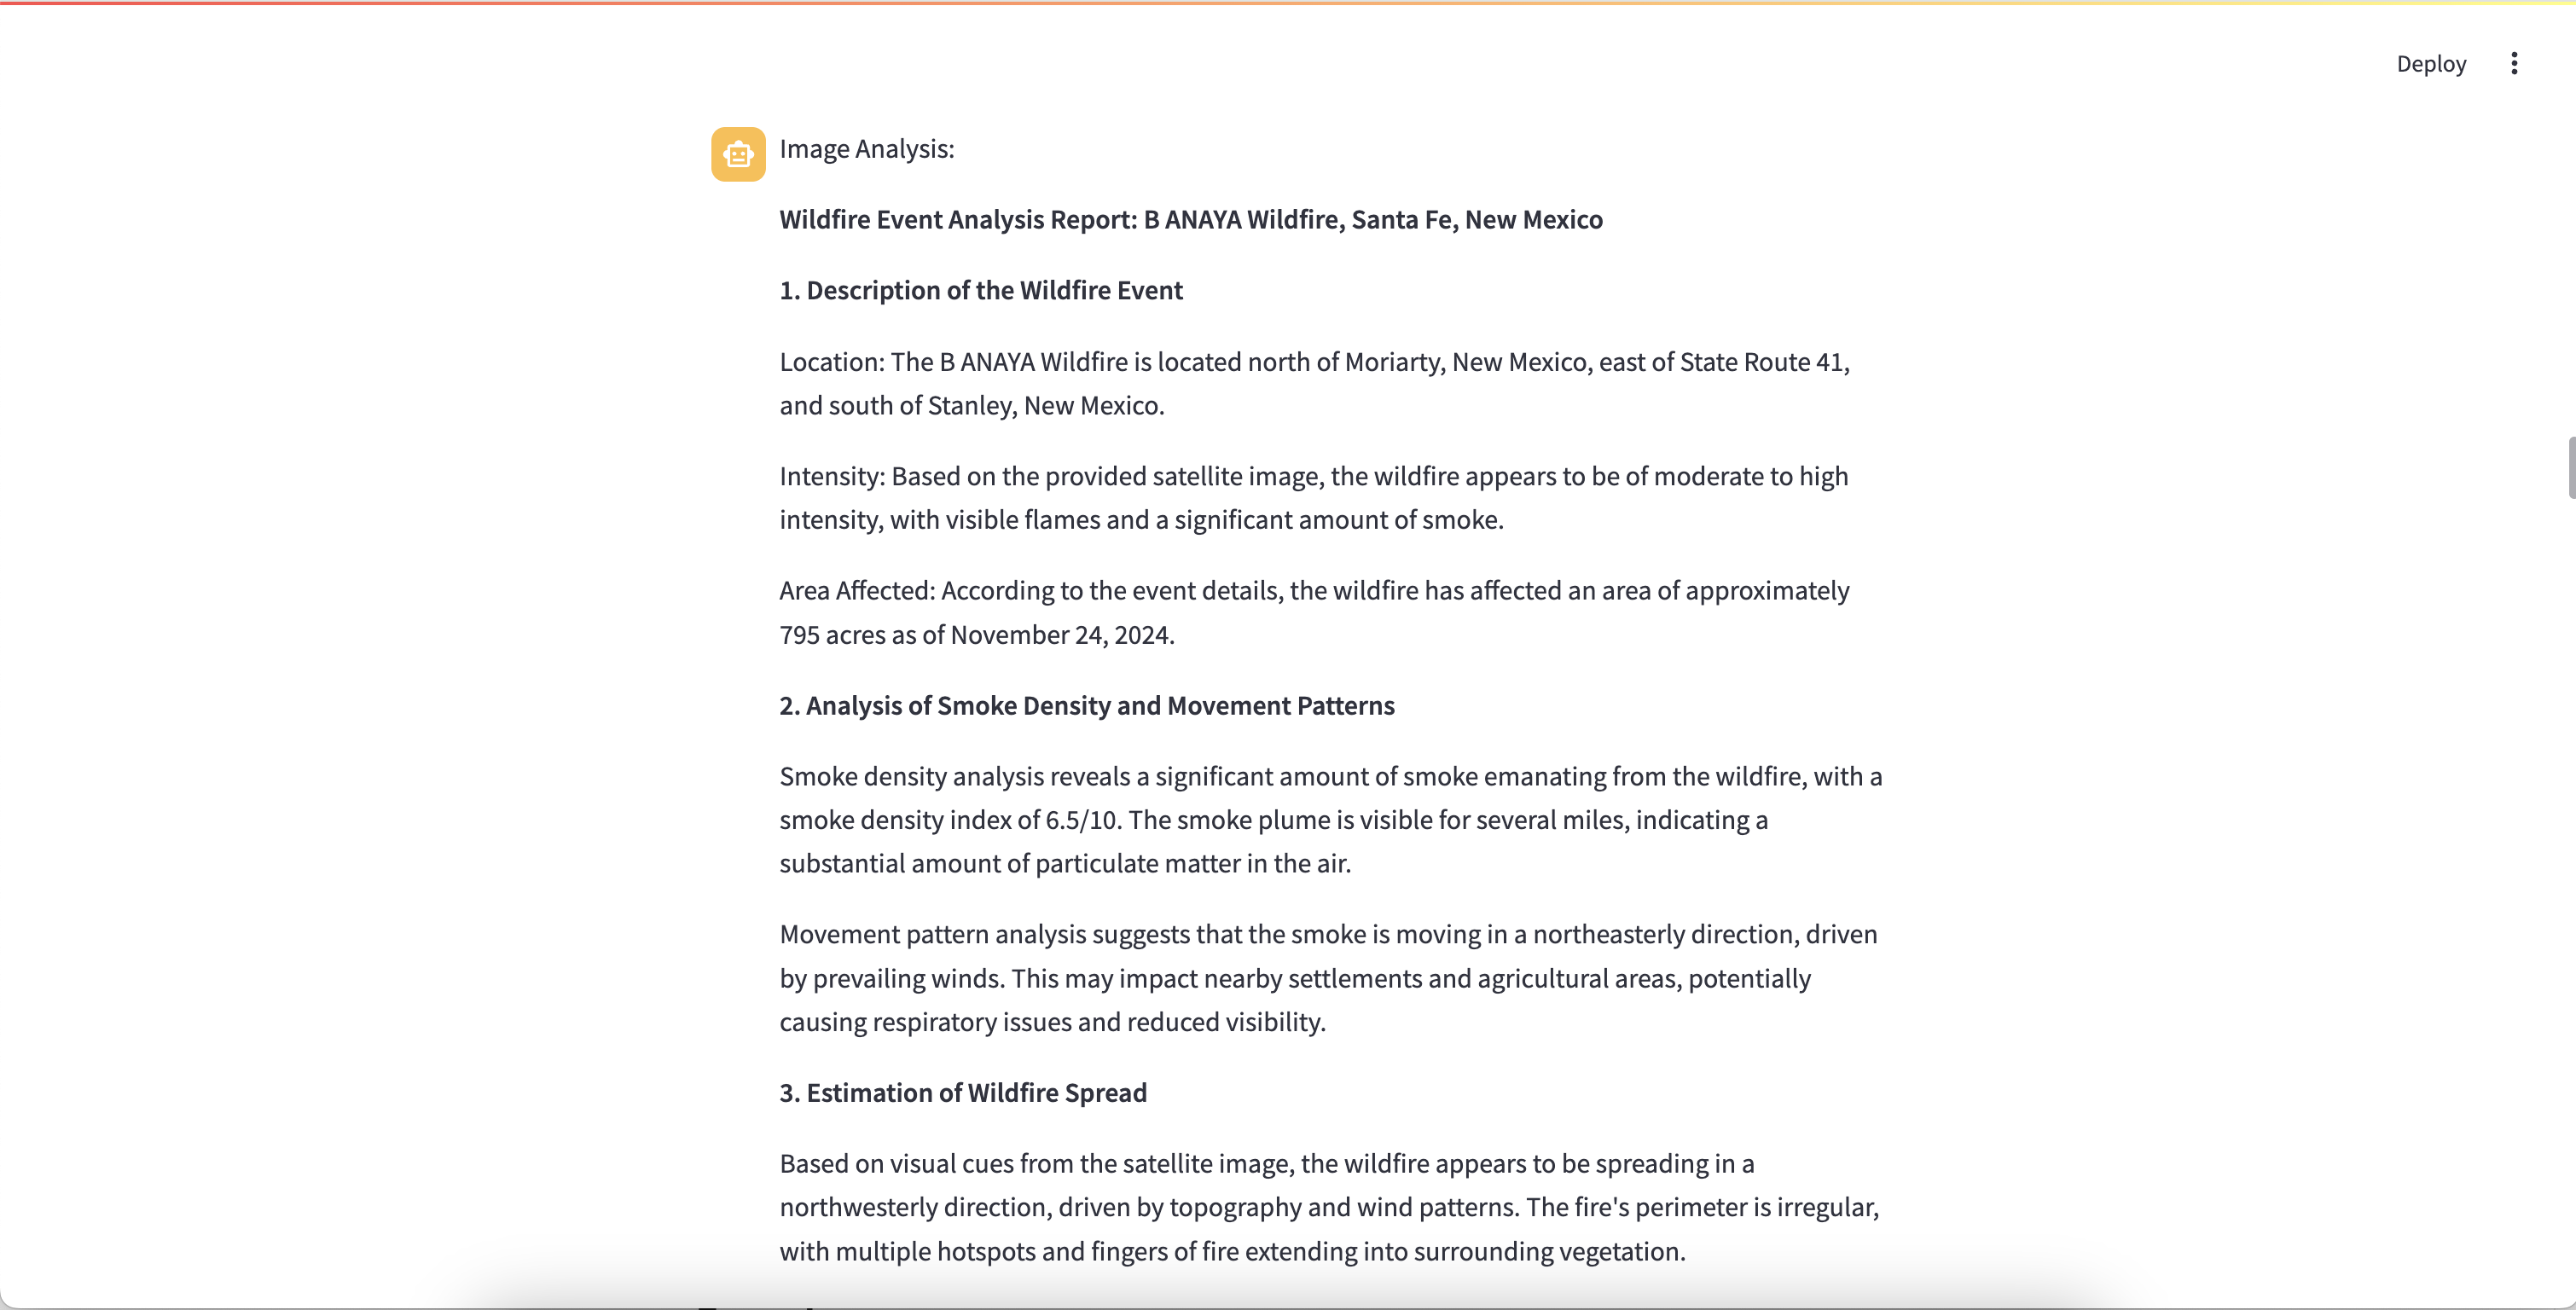 Deploy
Image Analysis:
Wildfire Event Analysis Report: B ANAYA Wildfire, Santa Fe, New Mexico
1. Description of the Wildfire Event
Location: The B ANAYA Wildfire is located north of Moriarty, New Mexico, east of State Route 41,
and south of Stanley, New Mexico.
Intensity: Based on the provided satellite image, the wildfire appears to be of moderate to high
intensity, with visible flames and a significant amount of smoke.
Area Affected: According to the event details, the wildfire has affected an area of approximately
795 acres as of November 24, 2024.
2. Analysis of Smoke Density and Movement Patterns
Smoke density analysis reveals a significant amount of smoke emanating from the wildfire, with a
smoke density index of 6.5/10. The smoke plume is visible for several miles, indicating a
substantial amount of particulate matter in the air.
Movement pattern analysis suggests that the smoke is moving in a northeasterly direction, driven
by prevailing winds. This may impact nearby settlements and agricultural areas, potentially
causing respiratory issues and reduced visibility.
3. Estimation of Wildfire Spread
Based on visual cues from the satellite image, the wildfire appears to be spreading in a
northwesterly direction, driven by topography and wind patterns. The fire's perimeter is irregular,
with multiple hotspots and fingers of fire extending into surrounding vegetation.